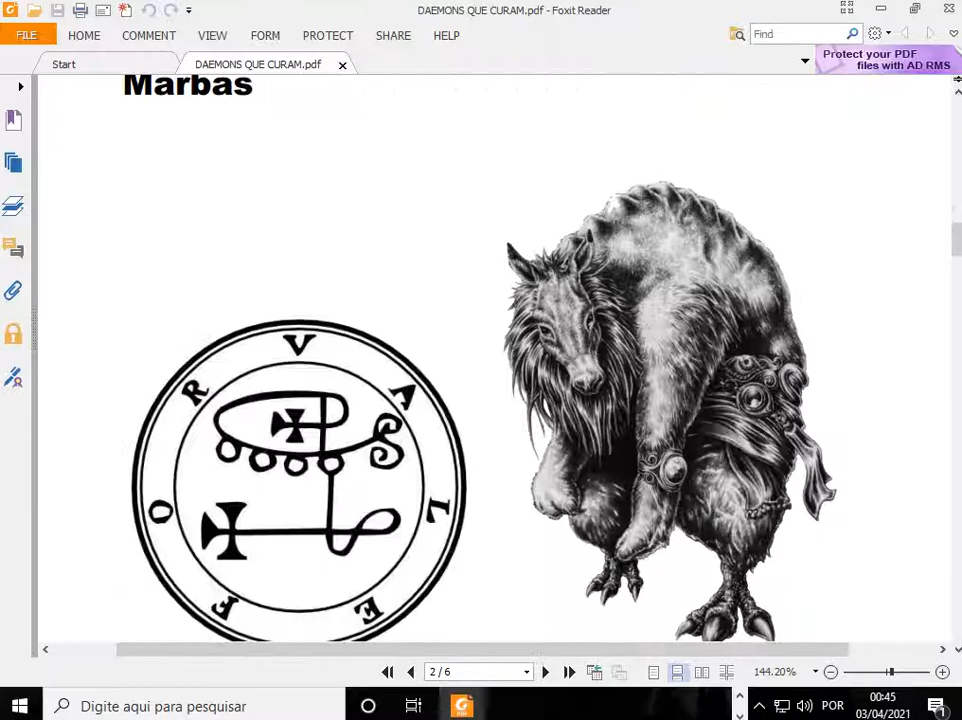 DAEMONS QUE CURAM.pdf - Foxit Reader
FILE HOME COMMENT VIEW FORM PROTECT SHARE HELP
Find
Start DAEMONS QUE CURAM.pdf
Protect your PDF
files with AD RMS
Marbas
V A L E F O R
2 / 6
144.20%
Digite aqui para pesquisar
POR
00:45
03/04/2021
1